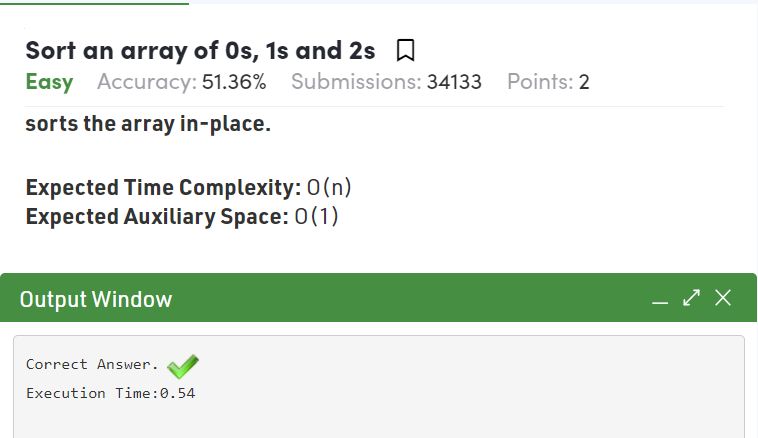 Sort an array of 0s, 1s and 2s
Easy Accuracy: 51.36% Submissions: 34133 Points: 2
sorts the array in-place.
Expected Time Complexity: O(n)
Expected Auxiliary Space: O(1)
Output Window
Correct Answer.
Execution Time:0.54